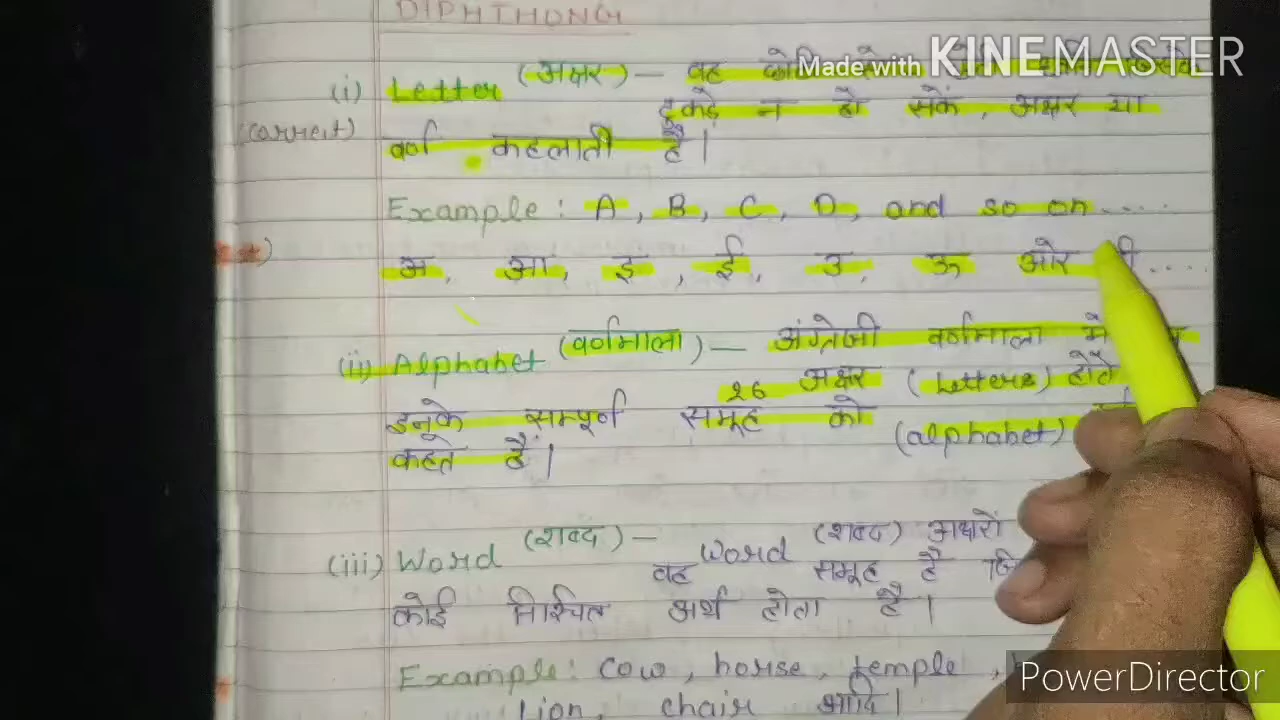 DIPHTHONG
Made with KINEMASTER
(i) Letter (अक्षर) – वह
टुकड़े न हो सकें, अक्षर या
(correct)
वर्ण कहलाती है।
Example: A, B, C, D, and so on....
अ, आ, इ, ई, उ, ऊ और भी....
(ii) Alphabet (वर्णमाला) – अंग्रेजी वर्णमाला में
26 अक्षर (Letters) होते
इनके सम्पूर्ण समूह को (alphabet)
कहते हैं।
(iii) Word (शब्द) – वह Word (शब्द) अक्षरों
समूह है
कोई निश्चित अर्थ होता है।
Example: Cow, horse, temple,
Lion, chair आदि।
PowerDirector